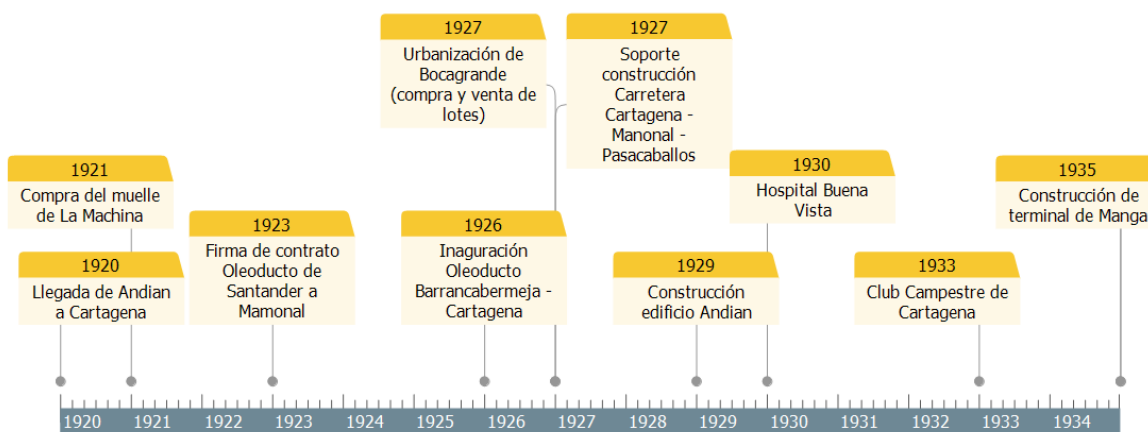 1920
Llegada de Andian
a Cartagena
1921
Compra del muelle
de La Machina
1923
Firma de contrato
Oleoducto de
Santander a
Mamonal
1926
Inaguración
Oleoducto
Barrancabermeja -
Cartagena
1927
Urbanización de
Bocagrande
(compra y venta de
lotes)
1927
Soporte
construcción
Carretera
Cartagena -
Manonal -
Pasacaballos
1929
Construcción
edificio Andian
1930
Hospital Buena
Vista
1933
Club Campestre de
Cartagena
1935
Construcción de
terminal de Manga
1920 1921 1922 1923 1924 1925 1926 1927 1928 1929 1930 1931 1932 1933 1934